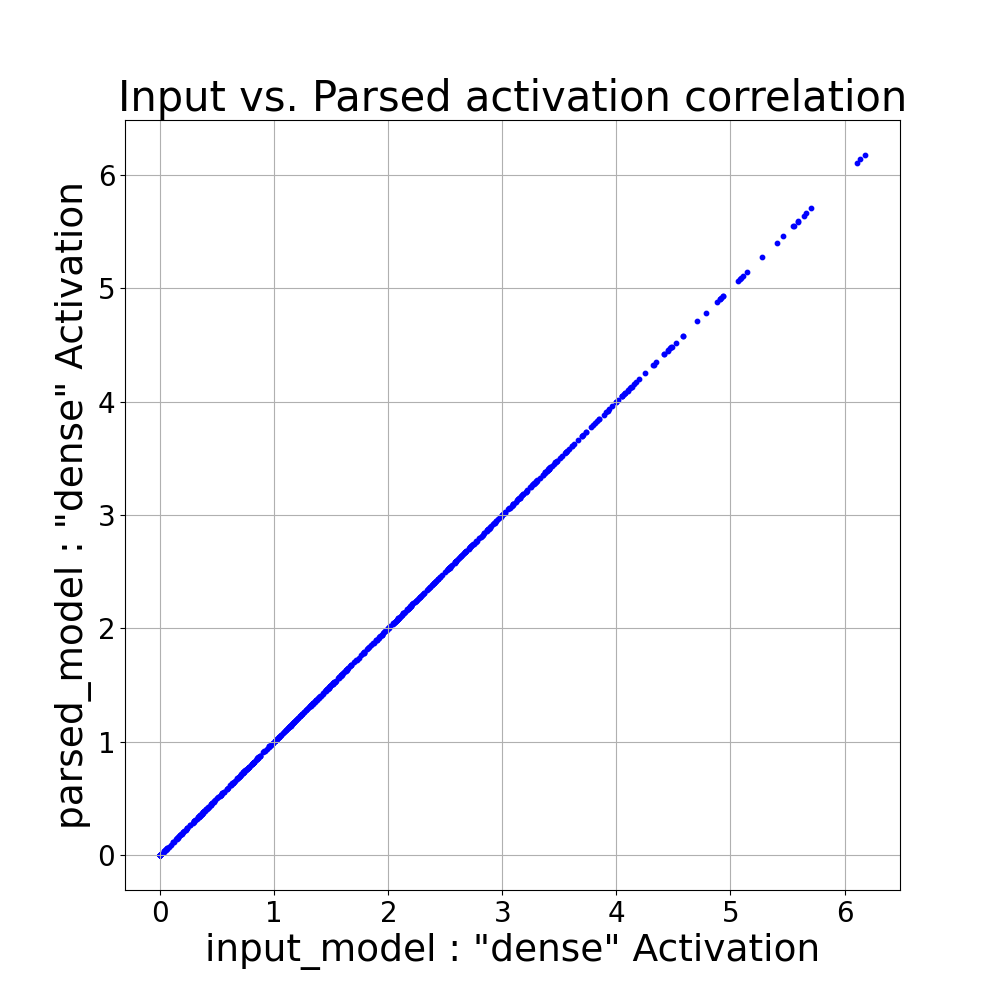 Input vs. Parsed activation correlation
parsed_model : "dense" Activation
6
5
4
3
2
1
0
0 1 2 3 4 5 6
input_model : "dense" Activation